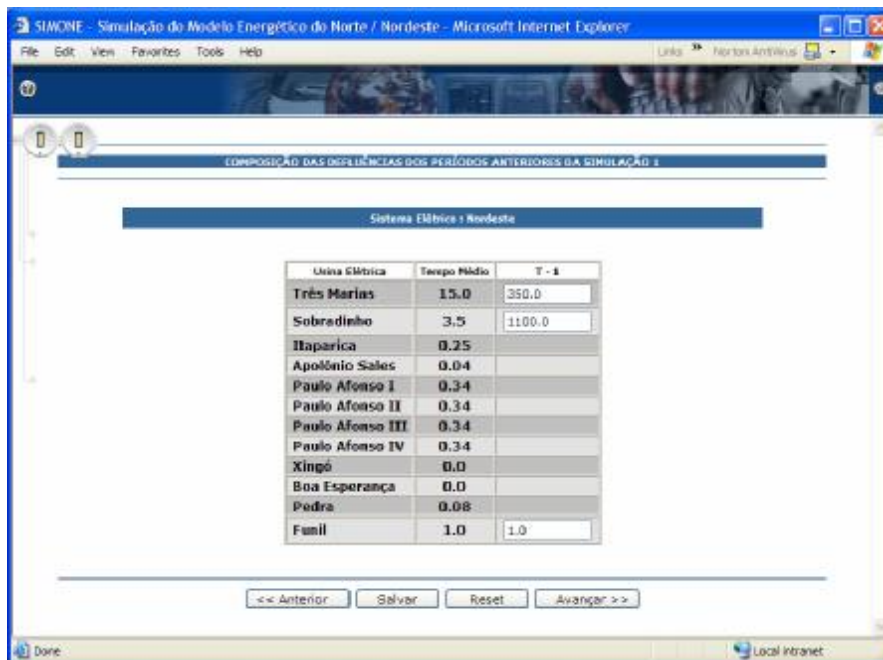 SIMONE - Simulação do Modelo Energético do Norte / Nordeste - Microsoft Internet Explorer
File Edit View Favorites Tools Help Links » Norton AntiVirus
COMPOSIÇÃO DAS DEFLUÊNCIAS DOS PERÍODOS ANTERIORES DA SIMULAÇÃO 1
Sistema Elétrico : Nordeste
Usina Elétrica Tempo Médio T - 1
Três Marias 15.0 350.0
Sobradinho 3.5 1100.0
Itaparica 0.25
Apolônio Sales 0.04
Paulo Afonso I 0.34
Paulo Afonso II 0.34
Paulo Afonso III 0.34
Paulo Afonso IV 0.34
Xingó 0.0
Boa Esperança 0.0
Pedra 0.08
Funil 1.0 1.0
<< Anterior Salvar Reset Avançar >>
Done Local intranet